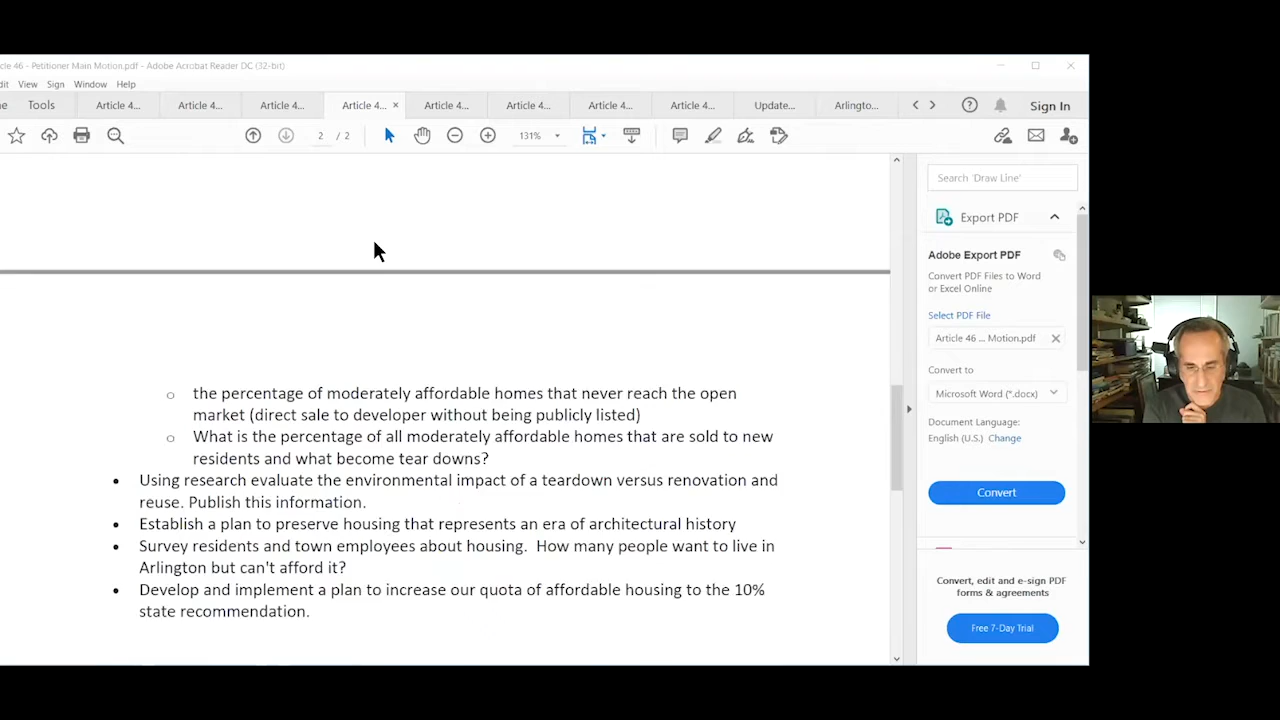 cle 46 - Petitioner Main Motion.pdf - Adobe Acrobat Reader DC (32-bit)
dit View Sign Window Help
ne Tools Article 4... Article 4... Article 4... Article 4... × Article 4... Article 4... Article 4... Article 4... Update... Arlingto... Sign In
2 / 2 131%
Search 'Draw Line'
Export PDF
Adobe Export PDF
Convert PDF Files to Word
or Excel Online
Select PDF File
Article 46 ... Motion.pdf
Convert to
Microsoft Word (*.docx)
Document Language:
English (U.S.) Change
Convert
Convert, edit and e-sign PDF
forms & agreements
Free 7-Day Trial
o the percentage of moderately affordable homes that never reach the open
market (direct sale to developer without being publicly listed)
o What is the percentage of all moderately affordable homes that are sold to new
residents and what become tear downs?
• Using research evaluate the environmental impact of a teardown versus renovation and
reuse. Publish this information.
• Establish a plan to preserve housing that represents an era of architectural history
• Survey residents and town employees about housing.  How many people want to live in
Arlington but can't afford it?
• Develop and implement a plan to increase our quota of affordable housing to the 10%
state recommendation.